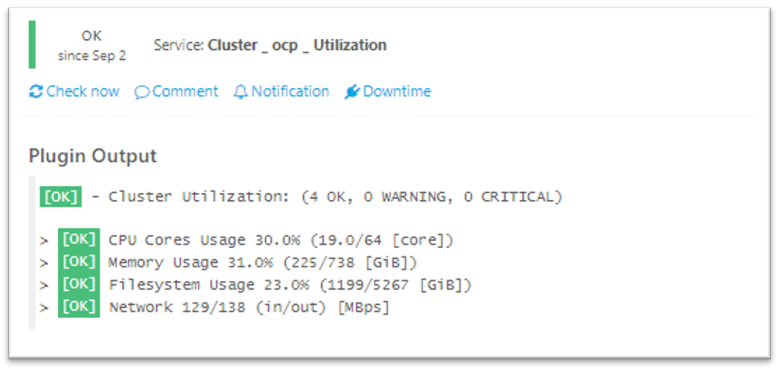 OK
since Sep 2
Service: Cluster _ ocp _ Utilization
Check now Comment Notification Downtime
Plugin Output
[OK] - Cluster Utilization: (4 OK, 0 WARNING, 0 CRITICAL)
> [OK] CPU Cores Usage 30.0% (19.0/64 [core])
> [OK] Memory Usage 31.0% (225/738 [GiB])
> [OK] Filesystem Usage 23.0% (1199/5267 [GiB])
> [OK] Network 129/138 (in/out) [MBps]